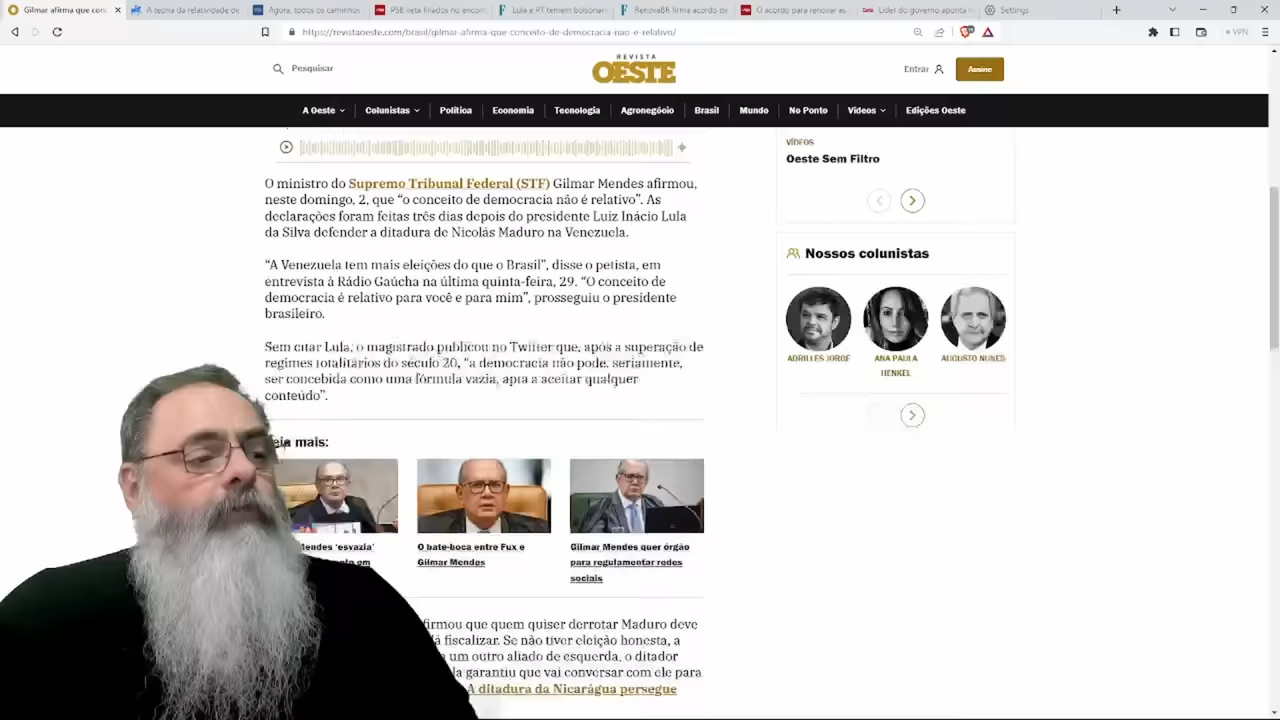 Gilmar afirma que con
A teoria da relatividade de
Agora, todos os caminhos
PSB veta filiados no encont
Lula e PT temem bolsonar
RenovaBR firma acordo de
O acordo para renovar as
Líder do governo aponta
Settings
https://revistaoeste.com/brasil/gilmar-afirma-que-conceito-de-democracia-nao-e-relativo/
VPN
Pesquisar
REVISTA
OESTE
Entrar
Assine
A Oeste
Colunistas
Política
Economia
Tecnologia
Agronegócio
Brasil
Mundo
No Ponto
Vídeos
Edições Oeste
O ministro do Supremo Tribunal Federal (STF) Gilmar Mendes afirmou,
neste domingo, 2, que “o conceito de democracia não é relativo”. As
declarações foram feitas três dias depois do presidente Luiz Inácio Lula
da Silva defender a ditadura de Nicolás Maduro na Venezuela.
“A Venezuela tem mais eleições do que o Brasil”, disse o petista, em
entrevista à Rádio Gaúcha na última quinta-feira, 29. “O conceito de
democracia é relativo para você e para mim”, prosseguiu o presidente
brasileiro.
Sem citar Lula, o magistrado publicou no Twitter que, após a superação de
regimes totalitários do século 20, “a democracia não pode, seriamente,
ser concebida como uma fórmula vazia, apta a aceitar qualquer
conteúdo”.
mais:
Mendes ‘esvazia’
em
O bate-boca entre Fux e
Gilmar Mendes
Gilmar Mendes quer órgão
para regulamentar redes
sociais
firmou que quem quiser derrotar Maduro deve
fiscalizar. Se não tiver eleição honesta, a
um outro aliado de esquerda, o ditador
garantiu que vai conversar com ele para
A ditadura da Nicarágua persegue
VÍDEOS
Oeste Sem Filtro
Nossos colunistas
ADRILLES JORGE
ANA PAULA
HENKEL
AUGUSTO NUNES